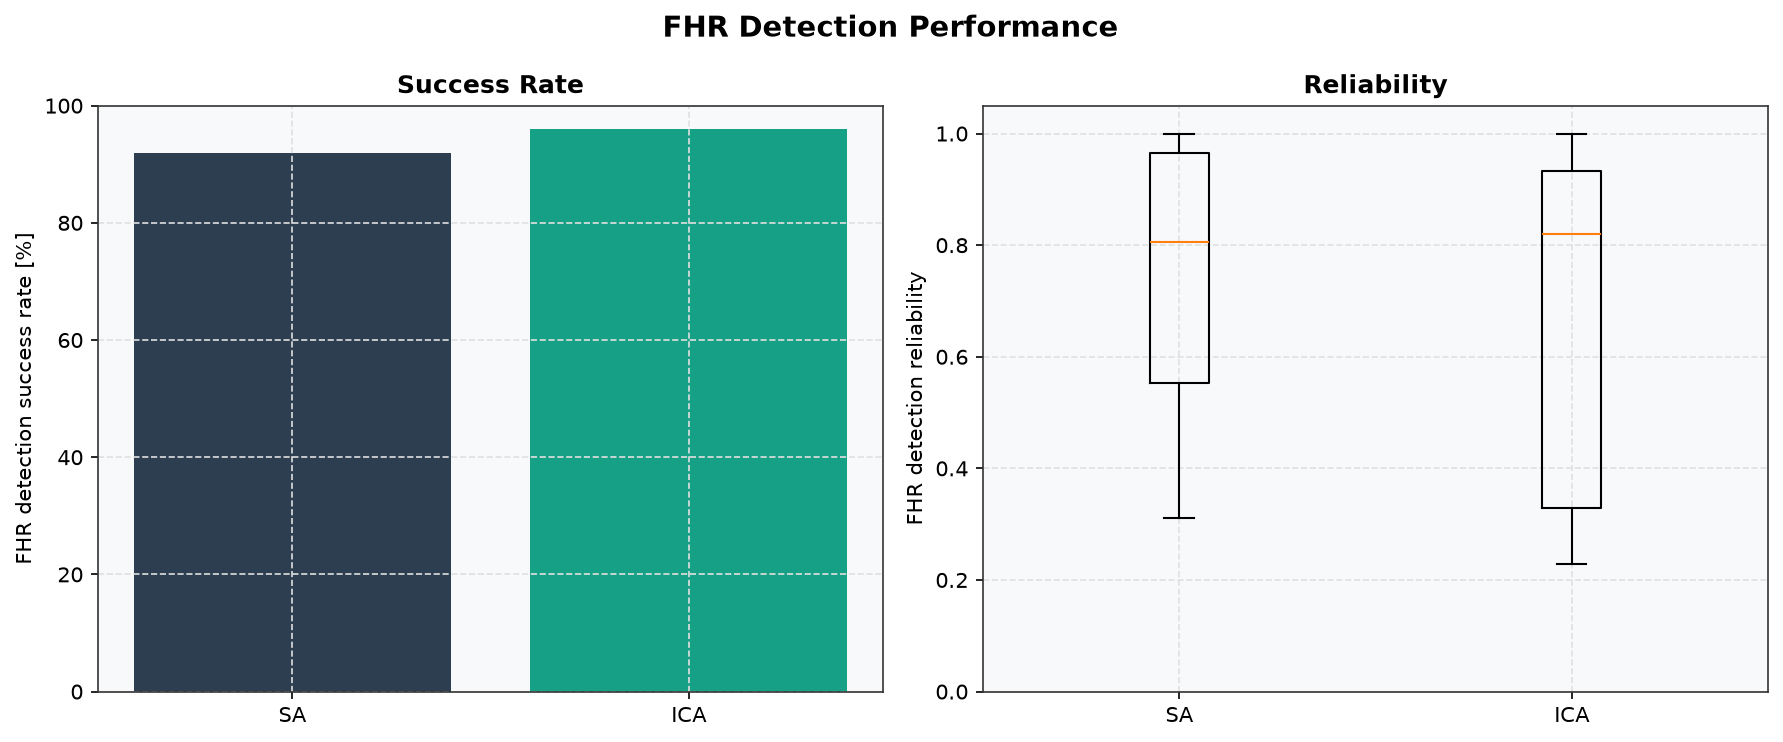 FHR Detection Performance
Success Rate
FHR detection success rate [%]
100
80
60
40
20
0
SA
ICA
Reliability
FHR detection reliability
1.0
0.8
0.6
0.4
0.2
0.0
SA
ICA